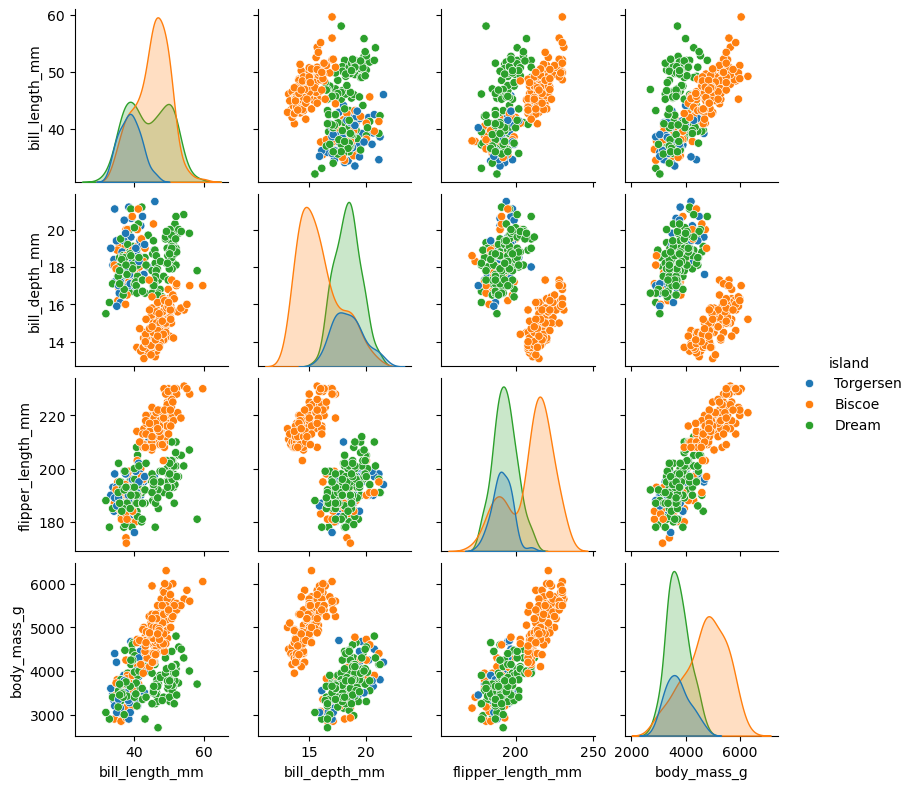 60
50
40
bill_length_mm
20
18
16
14
bill_depth_mm
220
200
180
flipper_length_mm
6000
5000
4000
3000
body_mass_g
40 60
bill_length_mm
15 20
bill_depth_mm
200 250
flipper_length_mm
2000 4000 6000
body_mass_g
island
Torgersen
Biscoe
Dream